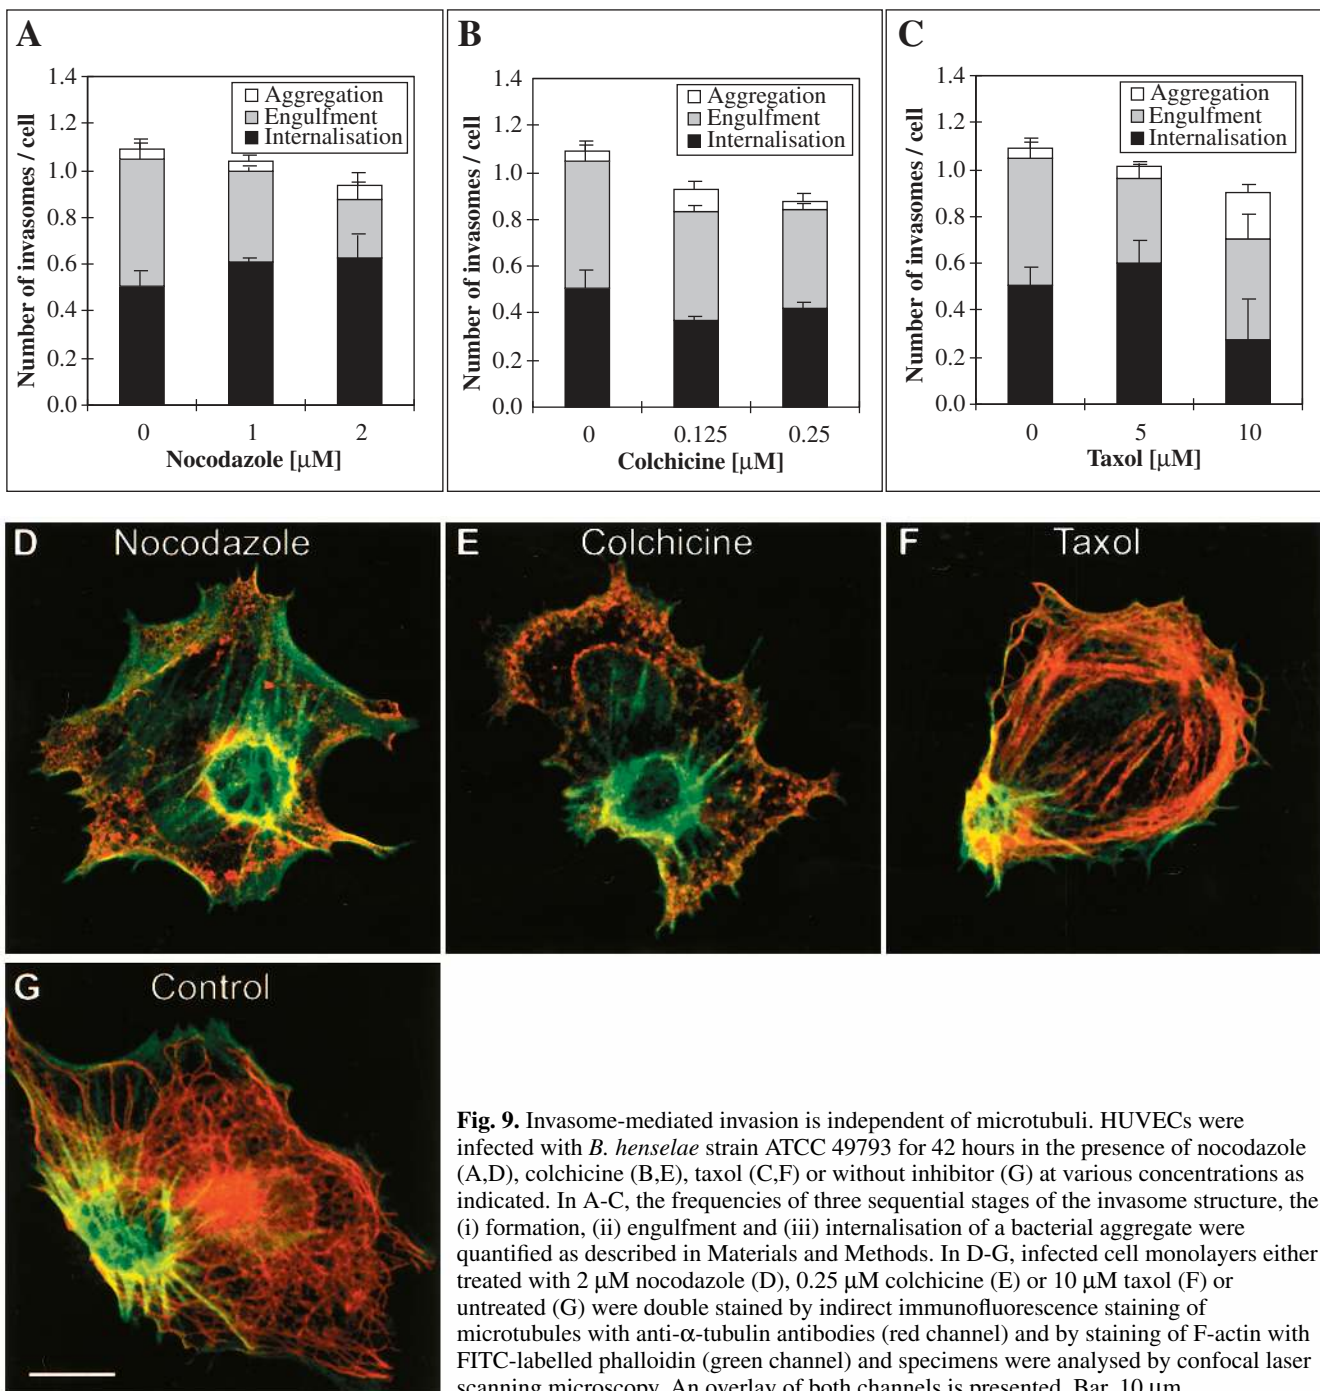 A
1.4
1.2
1.0
0.8
0.6
0.4
0.2
0.0
Number of invasomes / cell
Aggregation
Engulfment
Internalisation
0 1 2
Nocodazole [µM]
B
1.4
1.2
1.0
0.8
0.6
0.4
0.2
0.0
Number of invasomes / cell
Aggregation
Engulfment
Internalisation
0 0.125 0.25
Colchicine [µM]
C
1.4
1.2
1.0
0.8
0.6
0.4
0.2
0.0
Number of invasomes / cell
Aggregation
Engulfment
Internalisation
0 5 10
Taxol [µM]
D Nocodazole
E Colchicine
F Taxol
G Control
Fig. 9. Invasome-mediated invasion is independent of microtubuli. HUVECs were
infected with B. henselae strain ATCC 49793 for 42 hours in the presence of nocodazole
(A,D), colchicine (B,E), taxol (C,F) or without inhibitor (G) at various concentrations as
indicated. In A-C, the frequencies of three sequential stages of the invasome structure, the
(i) formation, (ii) engulfment and (iii) internalisation of a bacterial aggregate were
quantified as described in Materials and Methods. In D-G, infected cell monolayers either
treated with 2 µM nocodazole (D), 0.25 µM colchicine (E) or 10 µM taxol (F) or
untreated (G) were double stained by indirect immunofluorescence staining of
microtubules with anti-α-tubulin antibodies (red channel) and by staining of F-actin with
FITC-labelled phalloidin (green channel) and specimens were analysed by confocal laser
scanning microscopy. An overlay of both channels is presented. Bar, 10 µm.